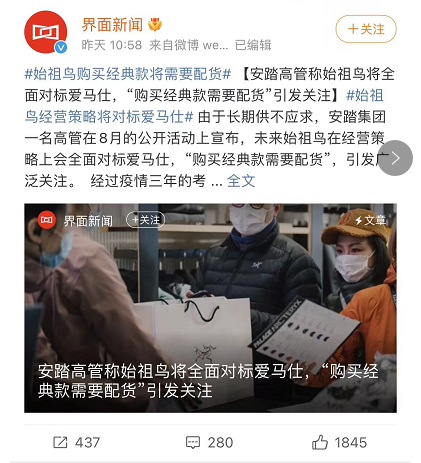 界面新闻
+关注
昨天 10:58 来自微博 we... 已编辑
#始祖鸟购买经典款将需要配货# 【安踏高管称始祖鸟将全
面对标爱马仕，“购买经典款需要配货”引发关注】#始祖
鸟经营策略将对标爱马仕# 由于长期供不应求，安踏集团
一名高管在8月的公开活动上宣布，未来始祖鸟在经营策
略上会全面对标爱马仕，“购买经典款需要配货”，引发广
泛关注。 经过疫情三年的考 ... 全文
界面新闻
+关注
文章
安踏高管称始祖鸟将全面对标爱马仕，“购买经
典款需要配货”引发关注
437
280
1845